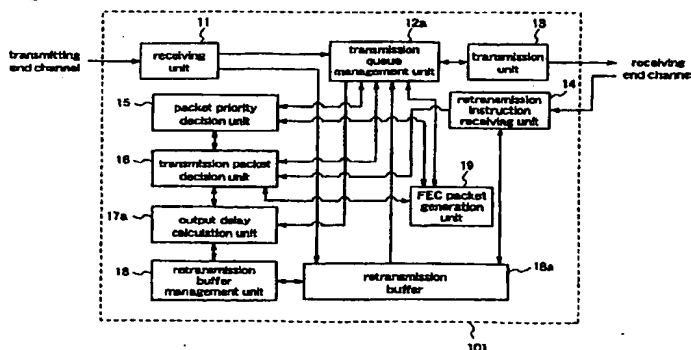 11
12a
13
transmitting
end channel
receiving
unit
transmission
queue
management unit
transmission
unit
receiving
end channel
14
retransmission
instruction
receiving unit
15
packet priority
decision unit
16
transmission packet
decision unit
19
FEC packet
generation
unit
17a
output delay
calculation unit
18
retransmission
buffer
management unit
retransmission
buffer
18a
101